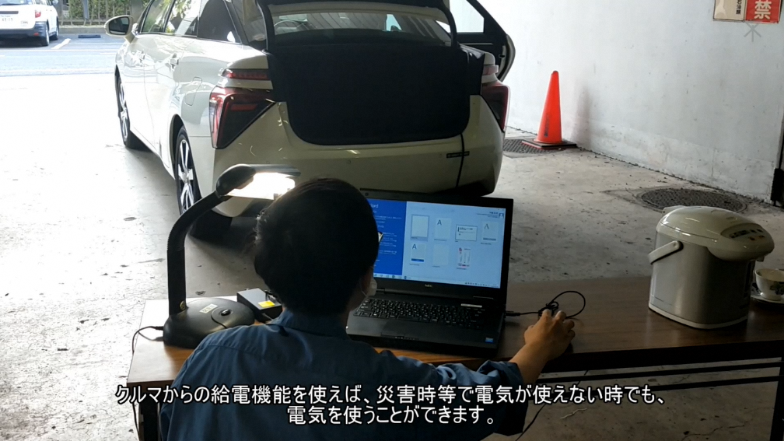 禁
クルマからの給電機能を使えば、災害時等で電気が使えない時でも、
電気を使うことができます。